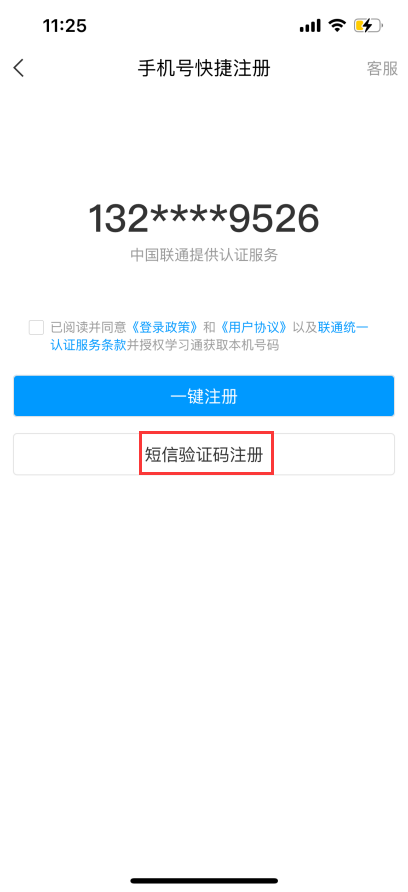 11:25
手机号快捷注册
客服
132****9526
中国联通提供认证服务
已阅读并同意《登录政策》和《用户协议》以及联通统一
认证服务条款并授权学习通获取本机号码
一键注册
短信验证码注册